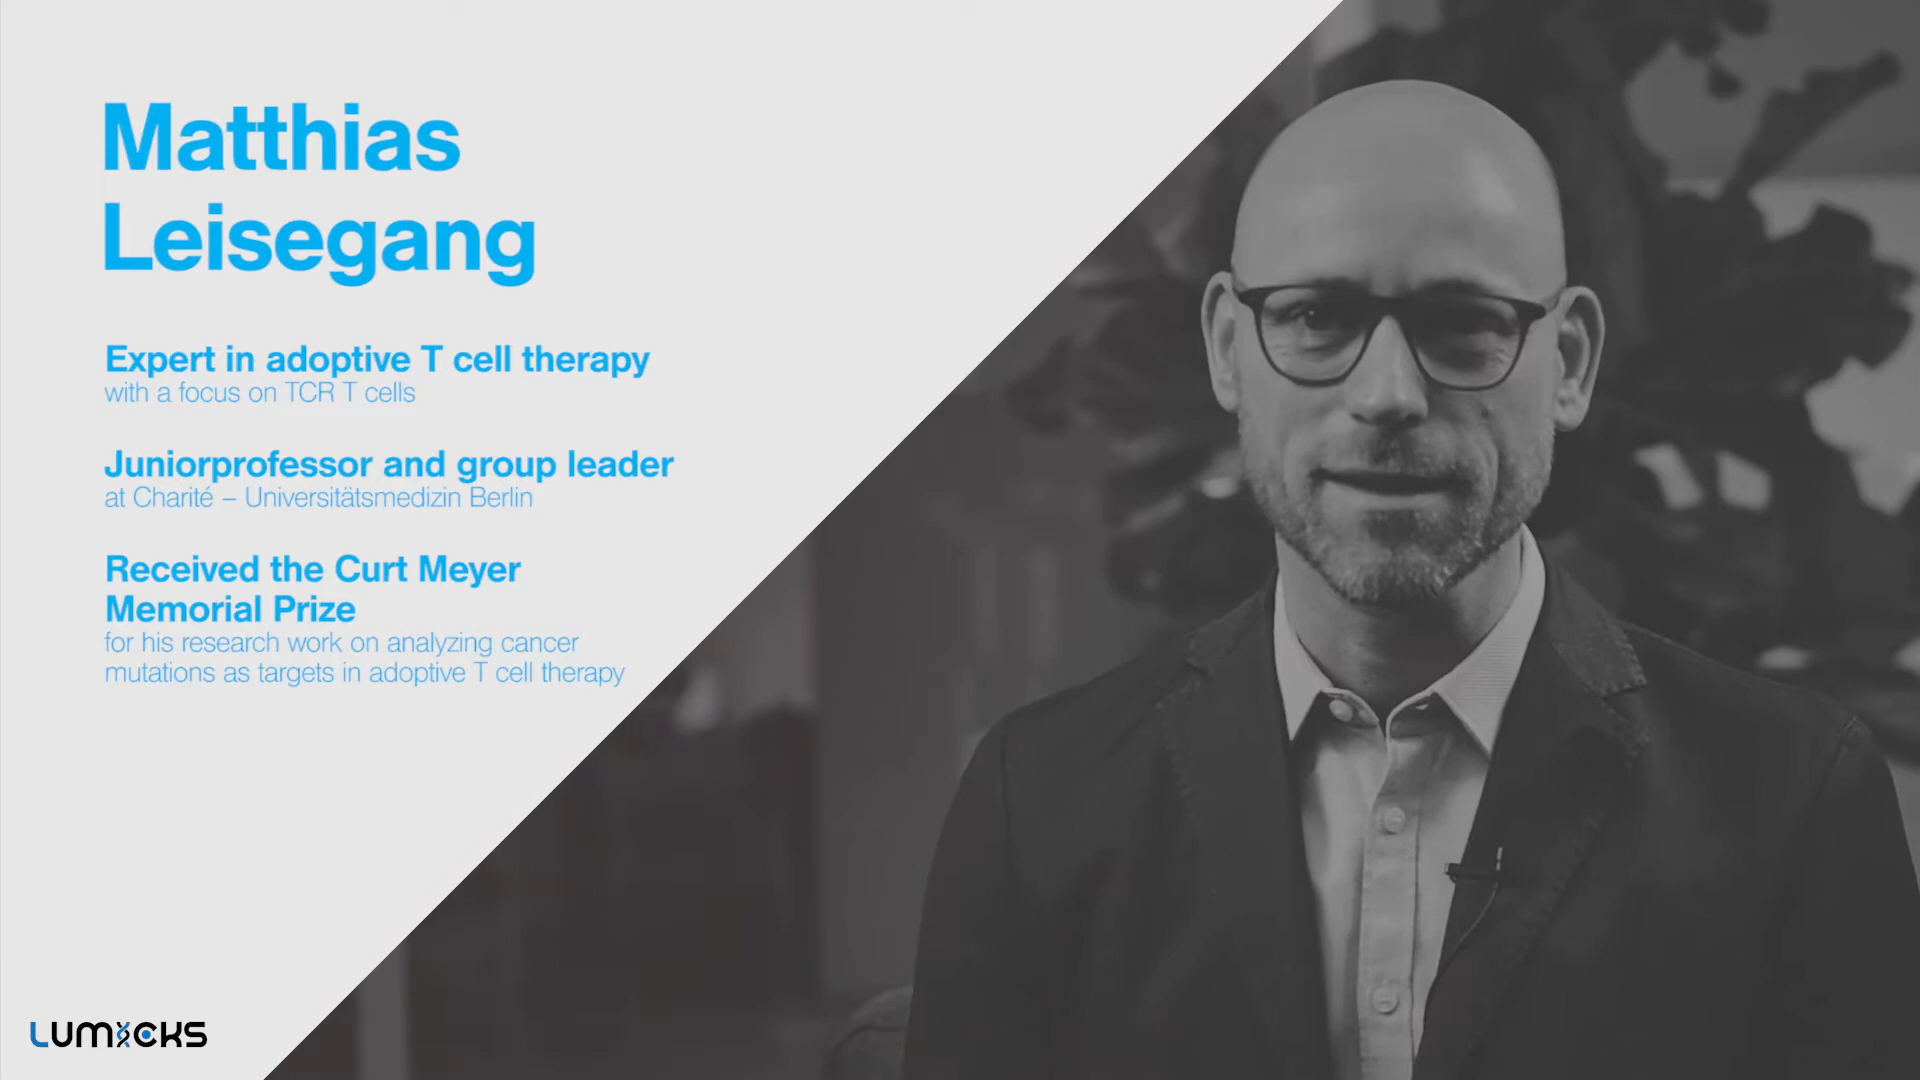 Matthias
Leisegang
Expert in adoptive T cell therapy
with a focus on TCR T cells
Juniorprofessor and group leader
at Charité – Universitätsmedizin Berlin
Received the Curt Meyer
Memorial Prize
for his research work on analyzing cancer
mutations as targets in adoptive T cell therapy
LUMICKS